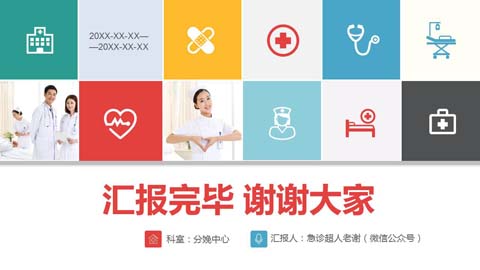 20XX-XX-XX—
—20XX-XX-XX
汇报完毕 谢谢大家
科室：分娩中心
汇报人：急诊超人老谢（微信公众号）